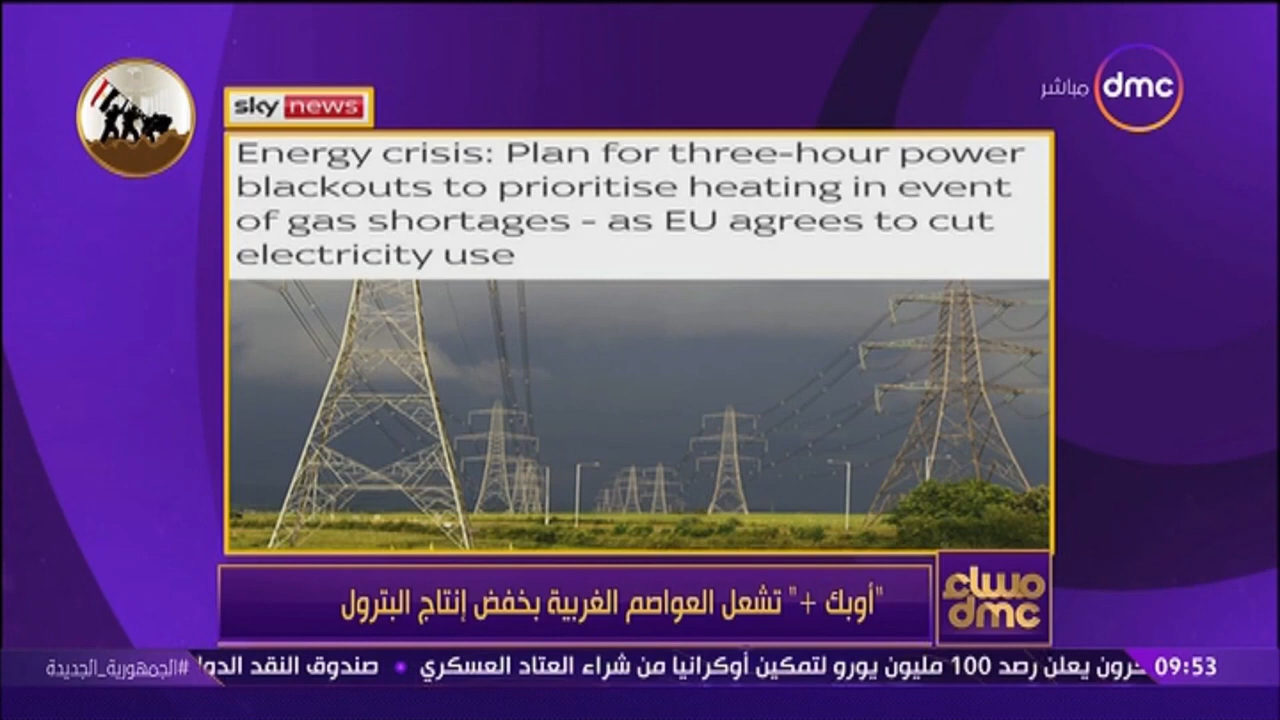 dmc
مباشر
sky news
Energy crisis: Plan for three-hour power
blackouts to prioritise heating in event
of gas shortages - as EU agrees to cut
electricity use
"أوبك +" تشعل العواصم الغربية بخفض إنتاج البترول
مساء
dmc
09:53
يعلن رصد 100 مليون يورو لتمكين أوكرانيا من شراء العتاد العسكري • صندوق النقد
#الجمهورية_الجديدة